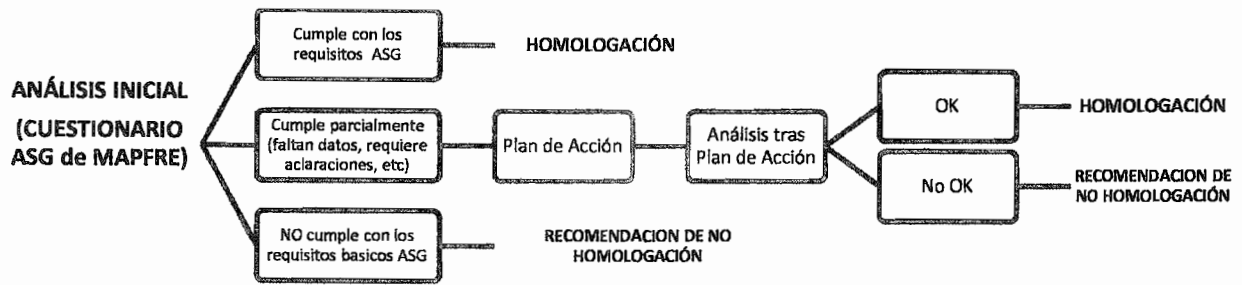 ANÁLISIS INICIAL
(CUESTIONARIO
ASG de MAPFRE)
Cumple con los
requisitos ASG
HOMOLOGACIÓN
Cumple parcialmente
(faltan datos, requiere
aclaraciones, etc)
Plan de Acción
Análisis tras
Plan de Acción
OK
HOMOLOGACIÓN
No OK
RECOMENDACIÓN DE
NO HOMOLOGACIÓN
NO cumple con los
requisitos basicos ASG
RECOMENDACION DE NO
HOMOLOGACIÓN